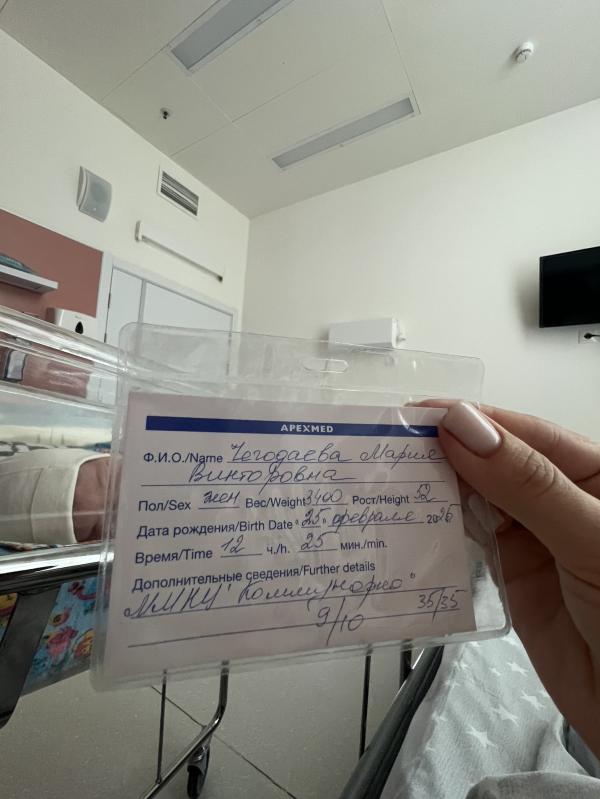 APEXMED
Ф.И.О./Name Чегодаева Мария
Викторовна
Пол/Sex жен Вес/Weight 3400 Рост/Height 52
Дата рождения/Birth Date "25" февраля 2026
Время/Time 12 ч./h. 25 мин./min.
Дополнительные сведения/Further details
"ММКЦ" Коммунарка"
9/10 35/35